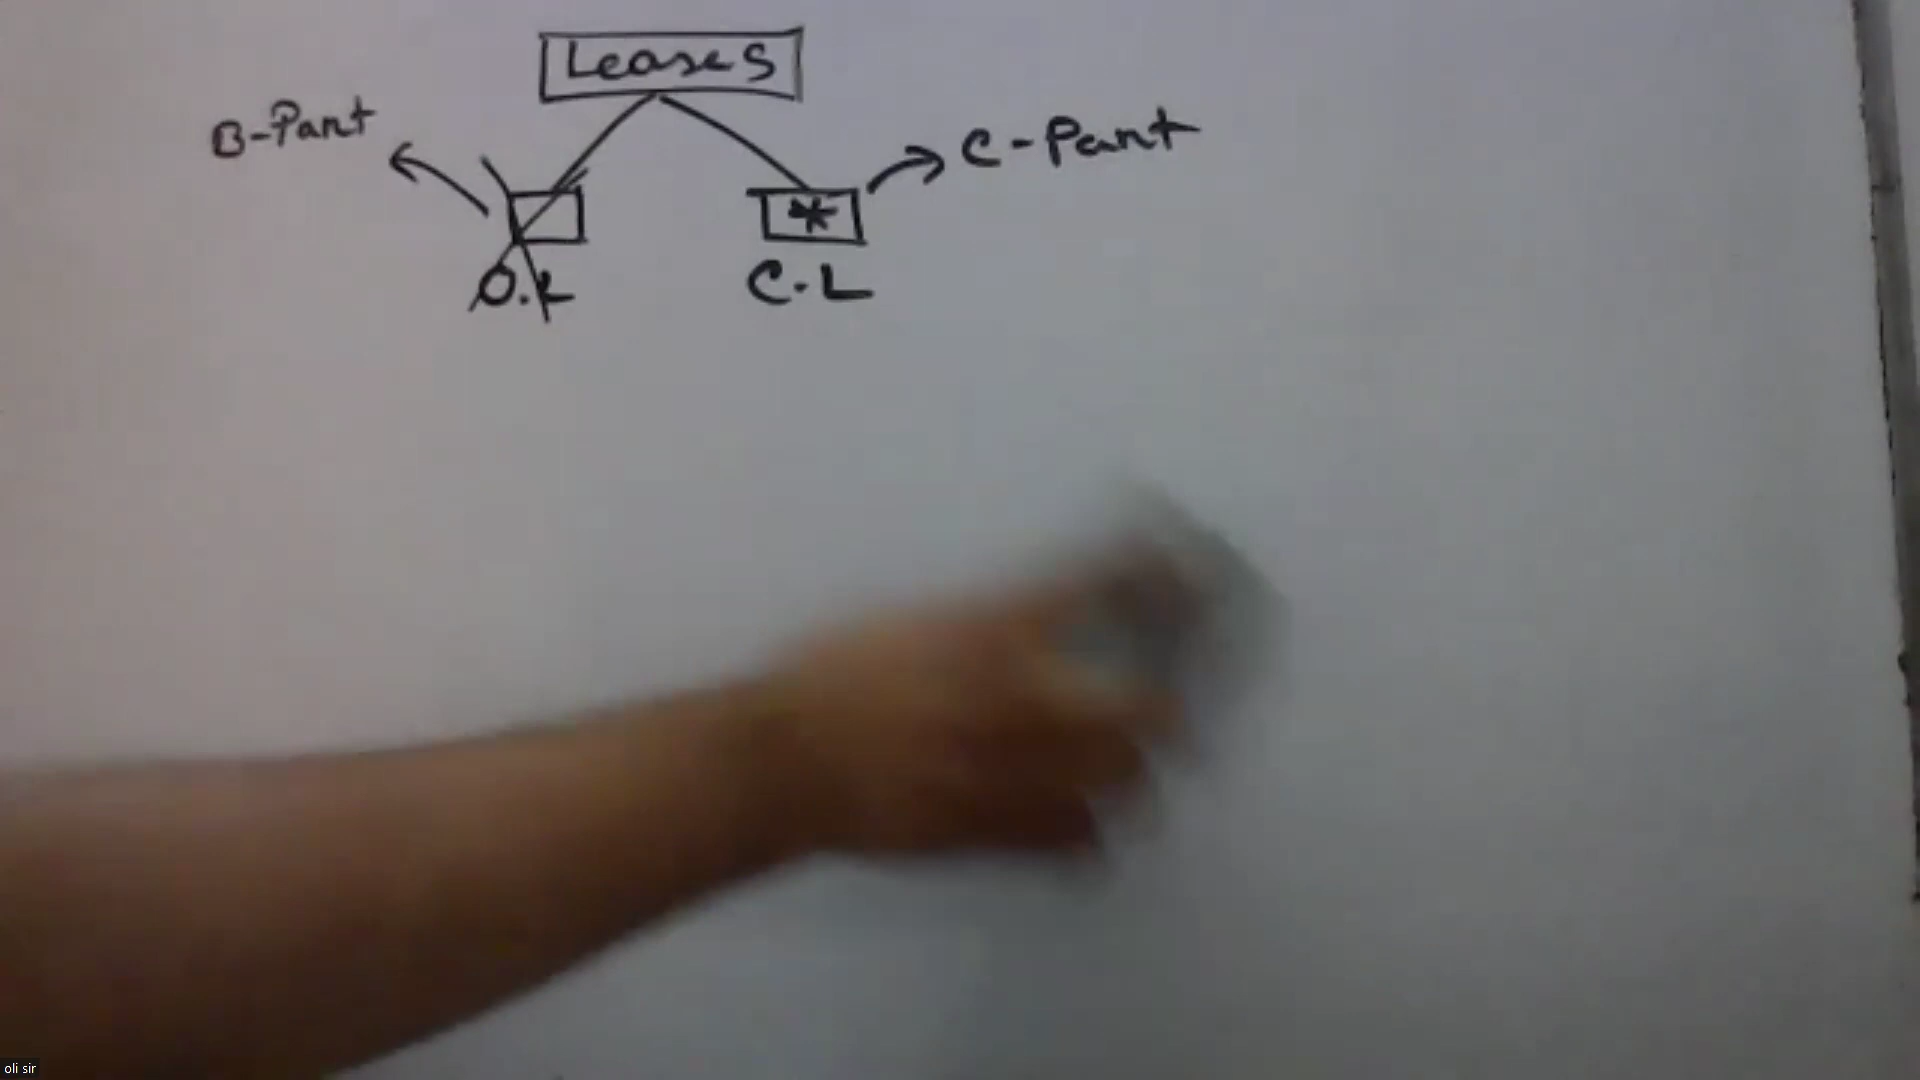 Leases
B-Part
C-Part
*
O.L
C.L
oli sir